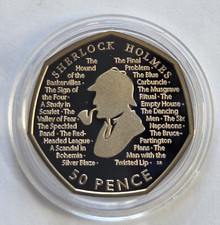 SHERLOCK HOLMES
The Hound of the Baskervilles ·
The Sign of the Four ·
A Study in Scarlet · The
Valley of Fear ·
The Speckled
Band · The Red-
Headed League ·
A Scandal in
Bohemia ·
Silver Blaze ·
The Final
Problem ·
The Blue
Carbuncle ·
The Musgrave
Ritual · The
Empty House ·
The Dancing
Men · The Six
Napoleons ·
The Bruce-
Partington
Plans · The
Man with the
Twisted Lip ·
50 PENCE